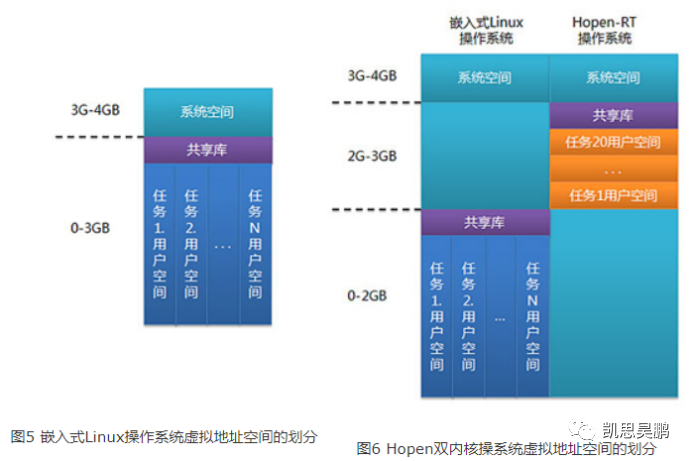 3G-4GB
系统空间
共享库
0-3GB
任务1.用户空间
任务2.用户空间
...
任务N用户空间
图5 嵌入式Linux操作系统虚拟地址空间的划分
嵌入式Linux
操作系统
Hopen-RT
操作系统
3G-4GB
系统空间
系统空间
共享库
2G-3GB
任务20用户空间
...
任务1用户空间
共享库
0-2GB
任务1.用户空间
任务2.用户空间
...
任务N用户空间
凯思昊鹏
图6 Hopen双内核操系统虚拟地址空间的划分